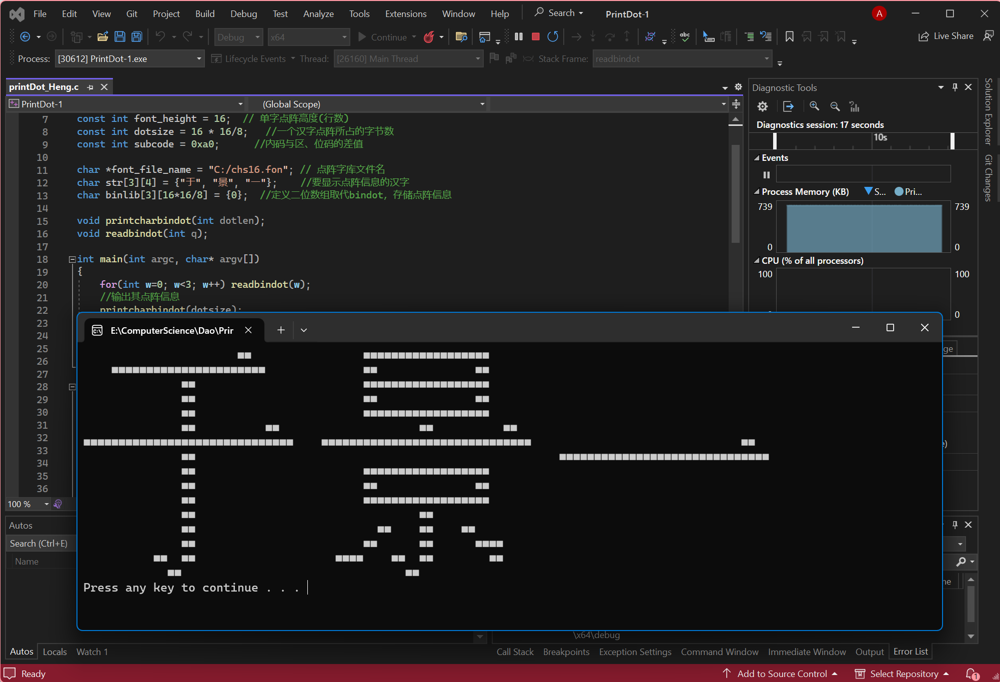 File Edit View Git Project Build Debug Test Analyze Tools Extensions Window Help Search PrintDot-1 A
Debug x64 Continue abc Live Share
Process: [30612] PrintDot-1.exe Lifecycle Events Thread: [26160] Main Thread Stack Frame: readbindot
printDot_Heng.c
PrintDot-1 (Global Scope)
7 const int font_height = 16; // 单字点阵高度(行数)
8 const int dotsize = 16 * 16/8; //一个汉字点阵所占的字节数
9 const int subcode = 0xa0; //内码与区、位码的差值
10
11 char *font_file_name = "C:/chs16.fon"; // 点阵字库文件名
12 char str[3][4] = {"于", "景", "一"}; //要显示点阵信息的汉字
13 char binlib[3][16*16/8] = {0}; //定义二位数组取代bindot，存储点阵信息
14
15 void printcharbindot(int dotlen);
16 void readbindot(int q);
17
18 int main(int argc, char* argv[])
19 {
20 for(int w=0; w<3; w++) readbindot(w);
21 //输出其点阵信息
22 printcharbindot(dotsize);
23
24
25
26
27
28
29
30
31
32
33
34
35
36
100 %
Diagnostic Tools
Diagnostics session: 17 seconds
10s
Events
Process Memory (KB) S... Pri...
739 739
0 0
CPU (% of all processors)
100 100
0
Solution Explorer
Git Changes
E:\ComputerScience\Dao\Prir
于景一
Press any key to continue . . .
Autos
Search (Ctrl+E)
Name
\x64\debug
Autos Locals Watch 1
Call Stack Breakpoints Exception Settings Command Window Immediate Window Output Error List
Ready Add to Source Control Select Repository 1